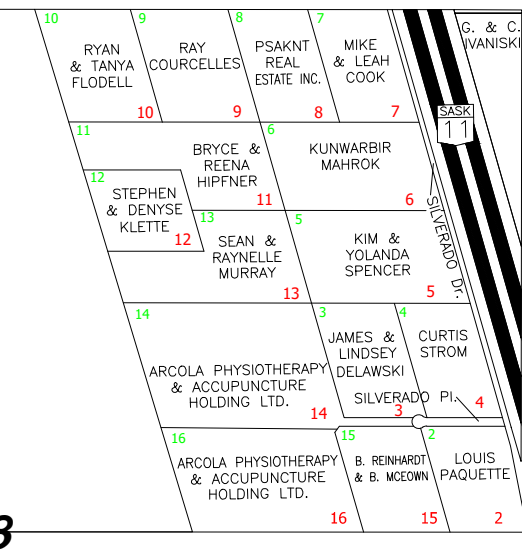 10
9
8
7
RYAN
& TANYA
FLODELL
10
RAY
COURCELLES
9
PSAKNT
REAL
ESTATE INC.
8
MIKE
& LEAH
COOK
7
G. & C.
IVANISKI
SASK
11
11
6
BRYCE &
REENA
HIPFNER
11
KUNWARBIR
MAHROK
6
12
STEPHEN
& DENYSE
KLETTE
12
13
SEAN &
RAYNELLE
MURRAY
13
5
KIM &
YOLANDA
SPENCER
5
SILVERADO Dr.
14
ARCOLA PHYSIOTHERAPY
& ACCUPUNCTURE
HOLDING LTD.
14
3
JAMES &
LINDSEY
DELAWSKI
3
4
CURTIS
STROM
4
SILVERADO Pl.
16
ARCOLA PHYSIOTHERAPY
& ACCUPUNCTURE
HOLDING LTD.
16
15
B. REINHARDT
& B. MCEOWN
15
2
LOUIS
PAQUETTE
2
3